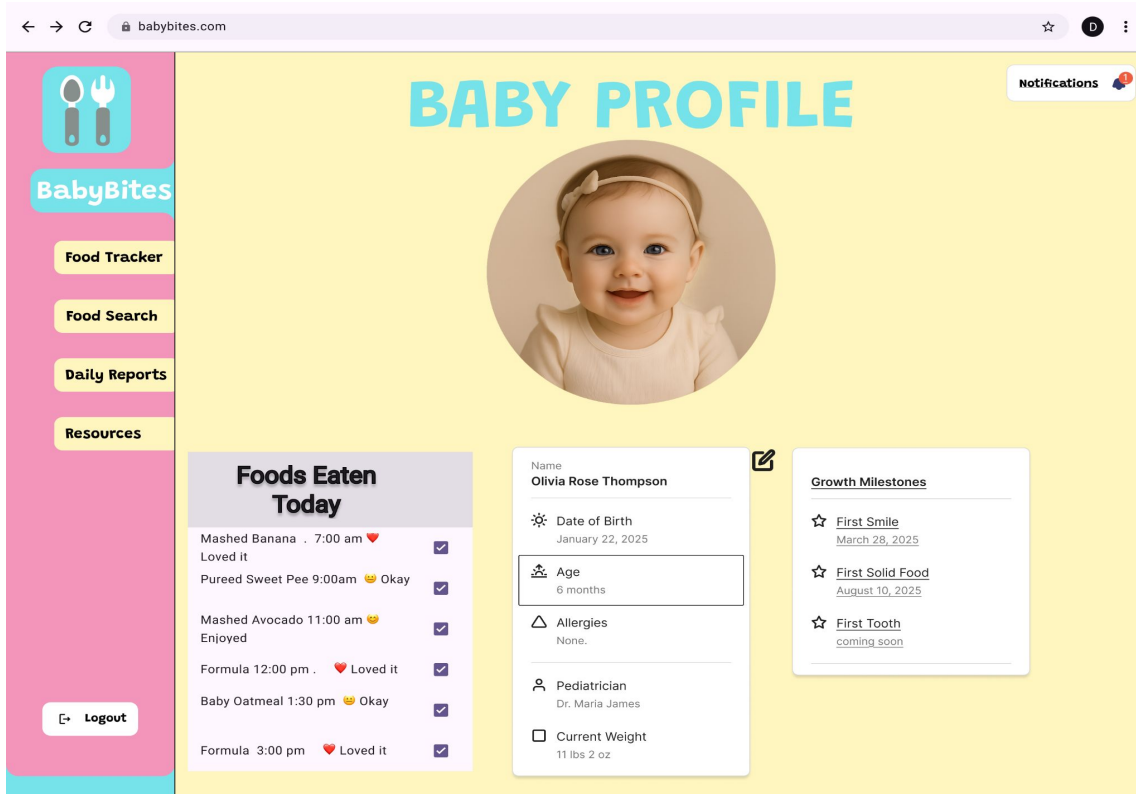 babybites.com
D
BABY PROFILE
Notifications
1
BabyBites
Food Tracker
Food Search
Daily Reports
Resources
Logout
Foods Eaten
Today
Mashed Banana . 7:00 am ❤️
Loved it
Pureed Sweet Pee 9:00am 😑 Okay
Mashed Avocado 11:00 am 😊
Enjoyed
Formula 12:00 pm . ❤️ Loved it
Baby Oatmeal 1:30 pm 😑 Okay
Formula 3:00 pm ❤️ Loved it
Name
Olivia Rose Thompson
Date of Birth
January 22, 2025
Age
6 months
Allergies
None.
Pediatrician
Dr. Maria James
Current Weight
11 lbs 2 oz
Growth Milestones
First Smile
March 28, 2025
First Solid Food
August 10, 2025
First Tooth
coming soon